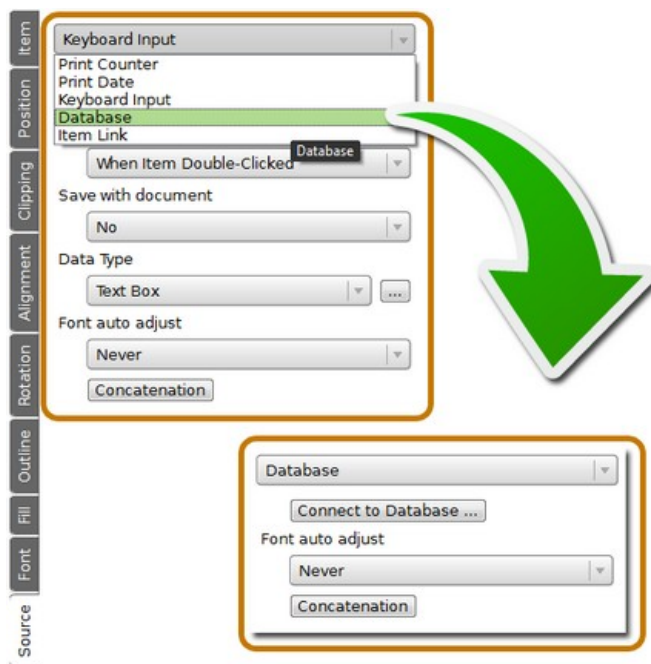 Item
Position
Clipping
Alignment
Rotation
Outline
Fill
Font
Source
Keyboard Input
Print Counter
Print Date
Keyboard Input
Database
Item Link
Database
When Item Double-Clicked
Save with document
No
Data Type
Text Box
...
Font auto adjust
Never
Concatenation
Database
Connect to Database ...
Font auto adjust
Never
Concatenation